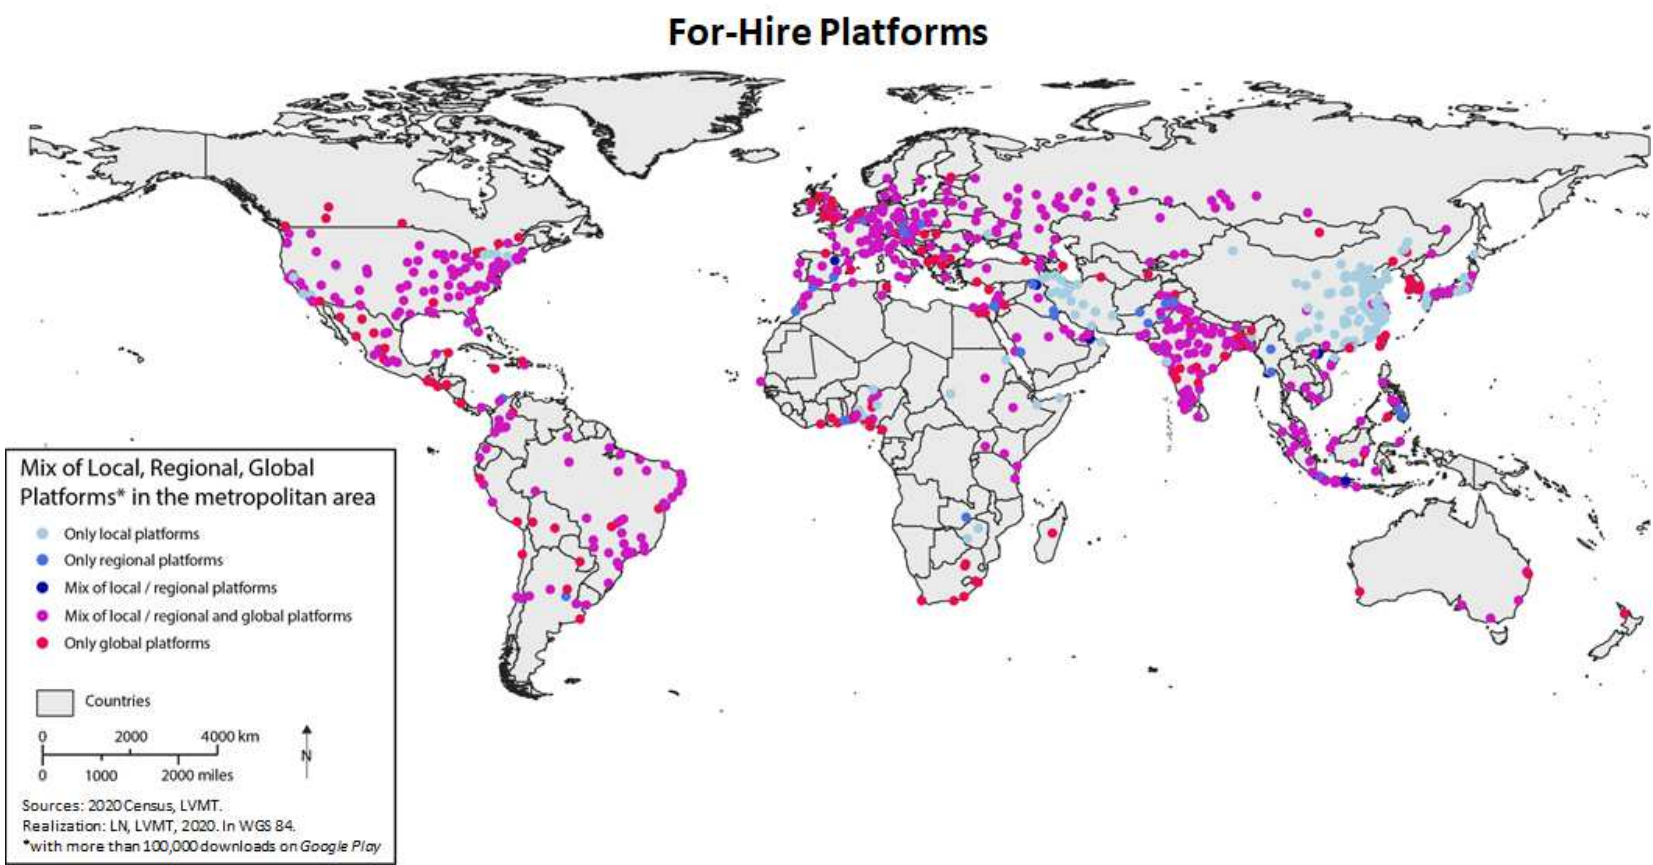 For-Hire Platforms
Mix of Local, Regional, Global
Platforms* in the metropolitan area
Only local platforms
Only regional platforms
Mix of local / regional platforms
Mix of local / regional and global platforms
Only global platforms
Countries
0 2000 4000 km
N
0 1000 2000 miles
Sources: 2020 Census, LVMT.
Realization: LN, LVMT, 2020. In WGS 84.
*with more than 100,000 downloads on Google Play